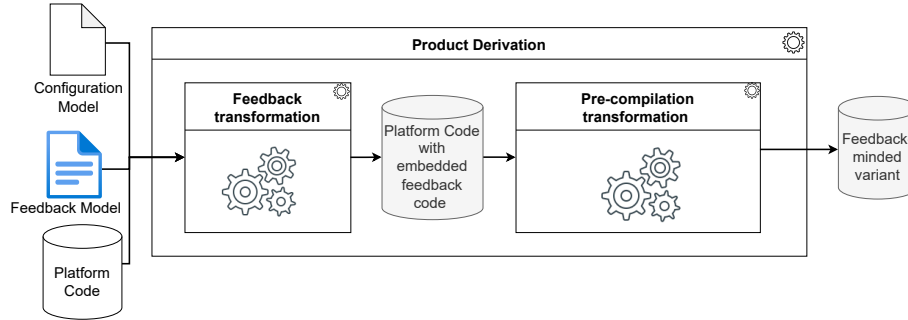 Product Derivation
Configuration
Model
Feedback Model
Platform
Code
Feedback
transformation
Platform Code
with
embedded
feedback
code
Pre-compilation
transformation
Feedback
minded
variant